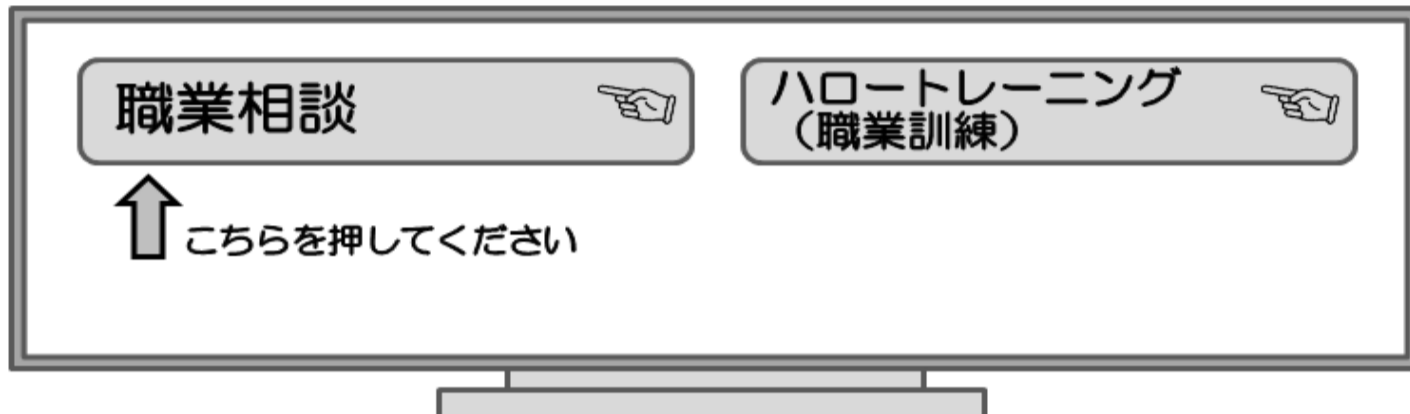 職業相談
ハロートレーニング
（職業訓練）
こちらを押してください